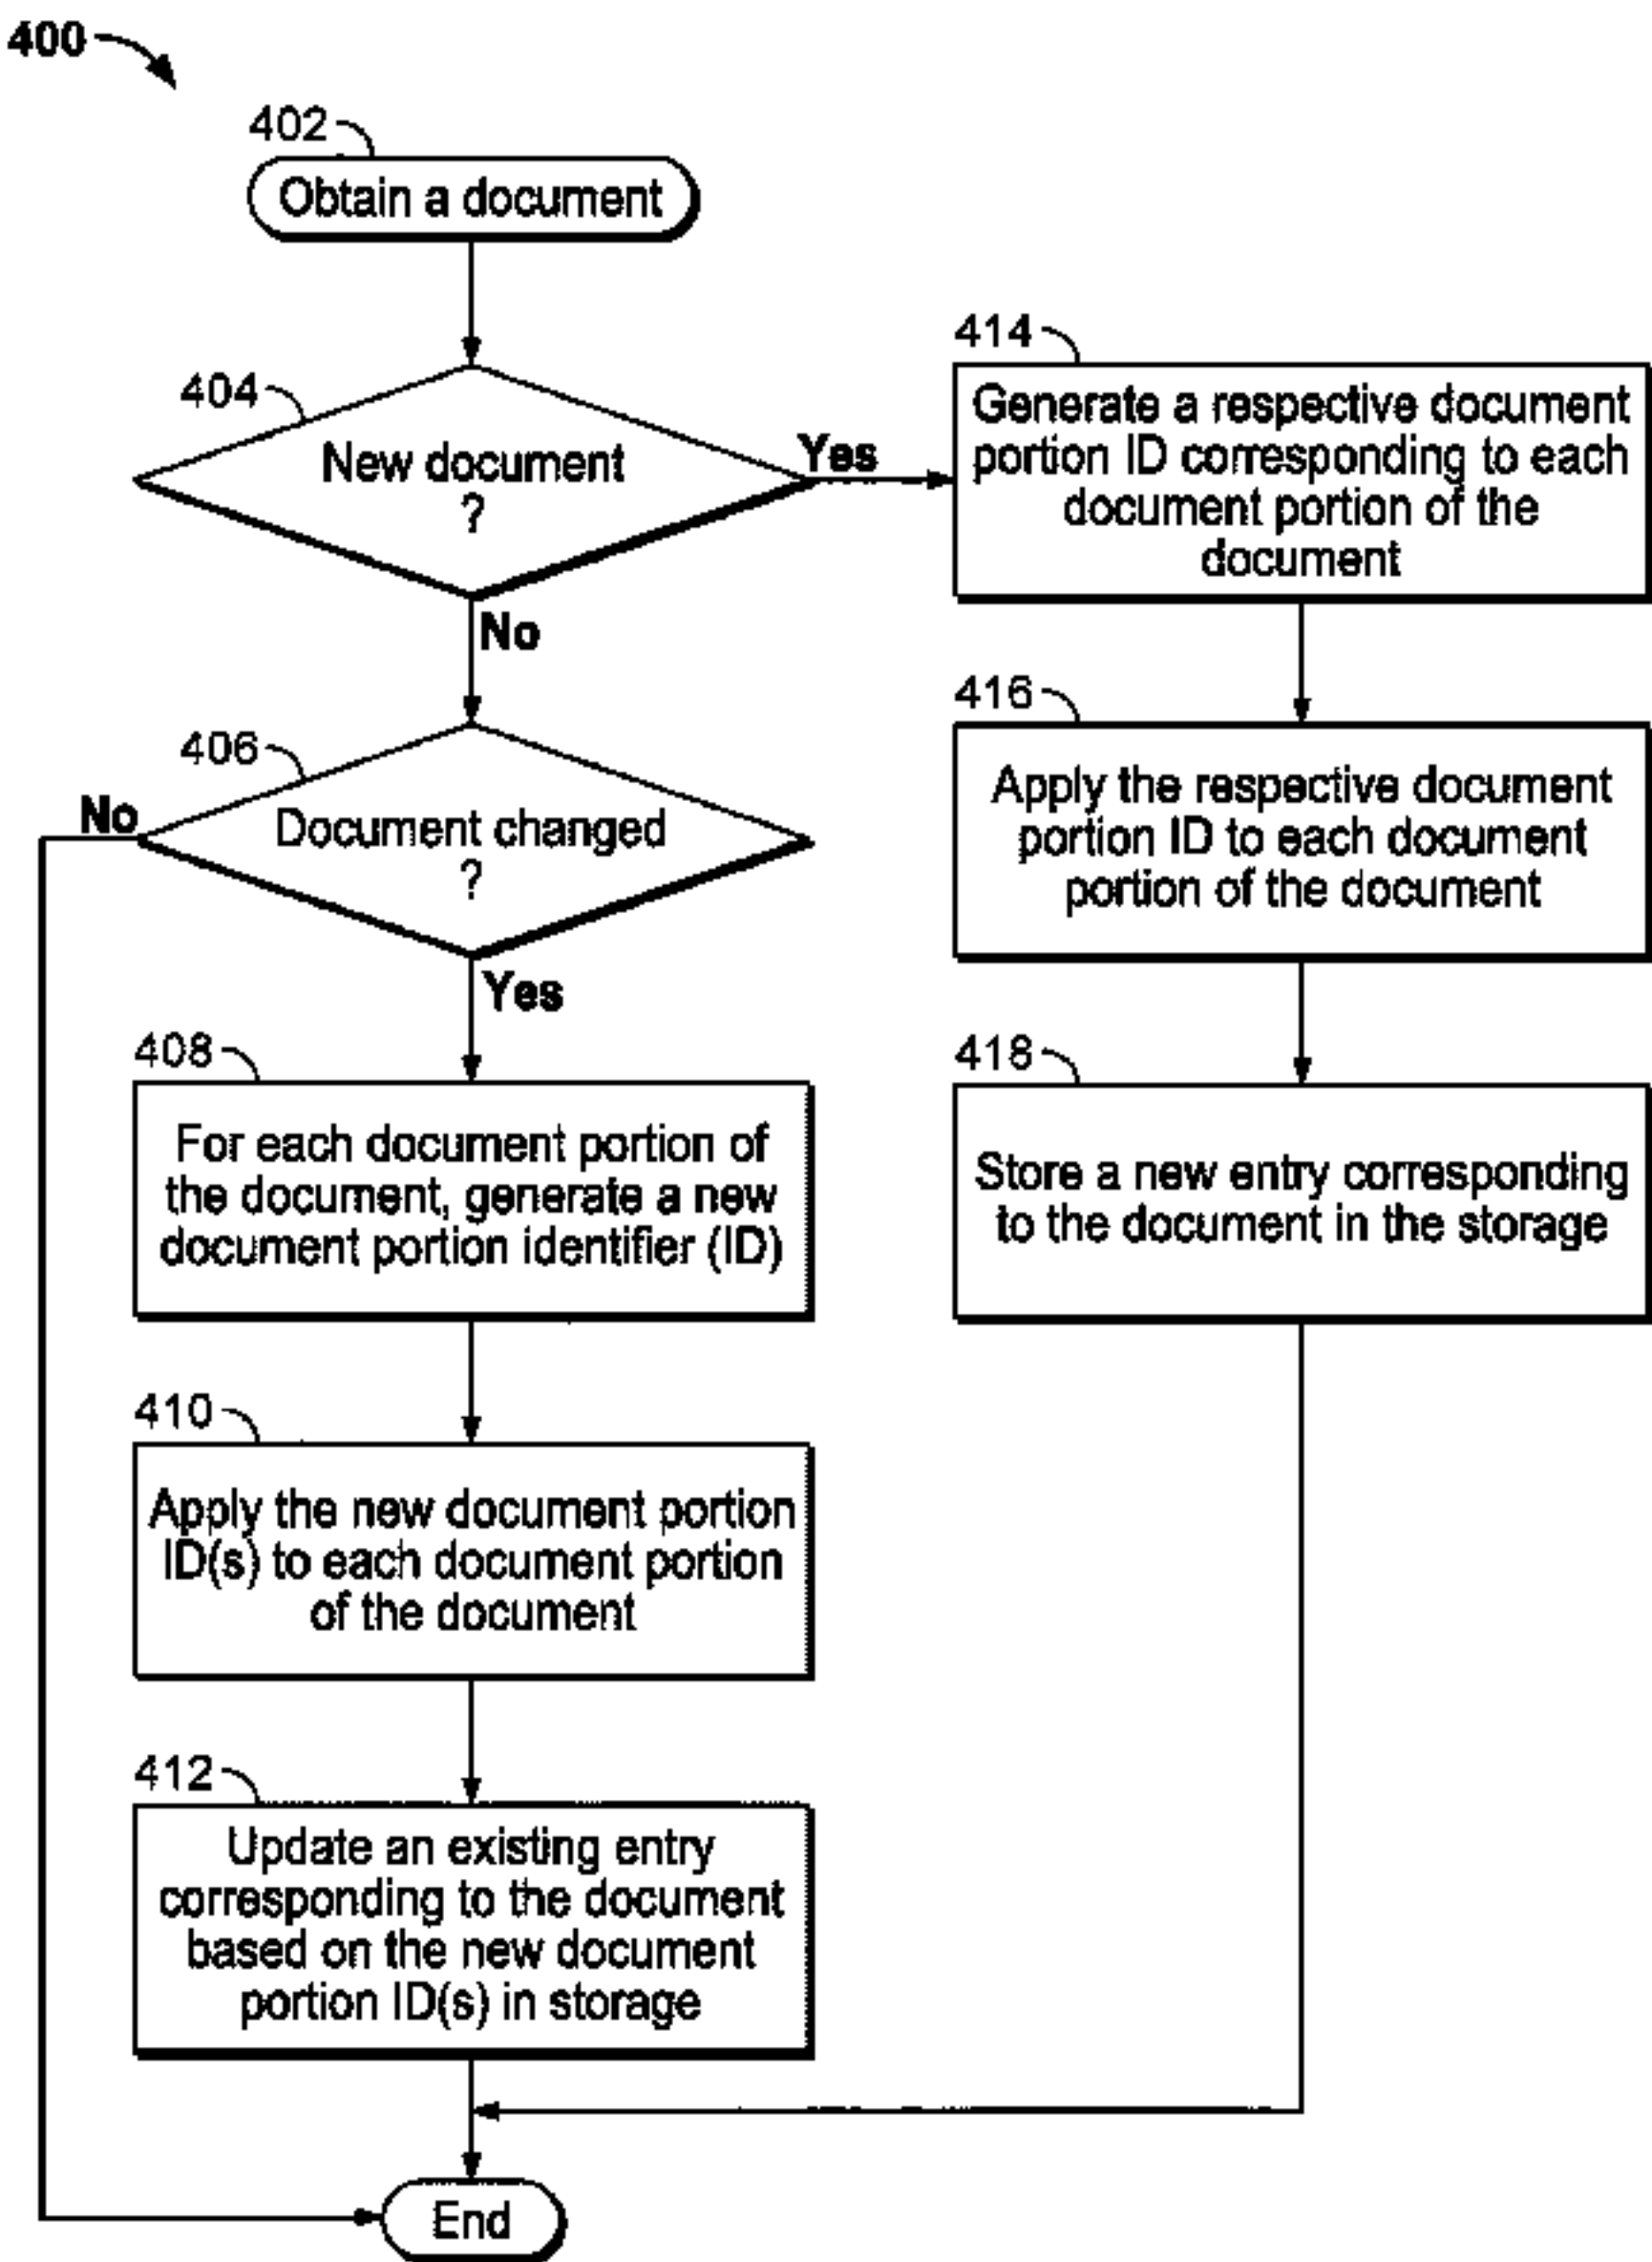 400
402
Obtain a document
404
New document
?
Yes
No
406
Document changed
?
No
Yes
408
For each document portion of
the document, generate a new
document portion identifier (ID)
410
Apply the new document portion
ID(s) to each document portion
of the document
412
Update an existing entry
corresponding to the document
based on the new document
portion ID(s) in storage
414
Generate a respective document
portion ID corresponding to each
document portion of the
document
416
Apply the respective document
portion ID to each document
portion of the document
418
Store a new entry corresponding
to the document in the storage
End